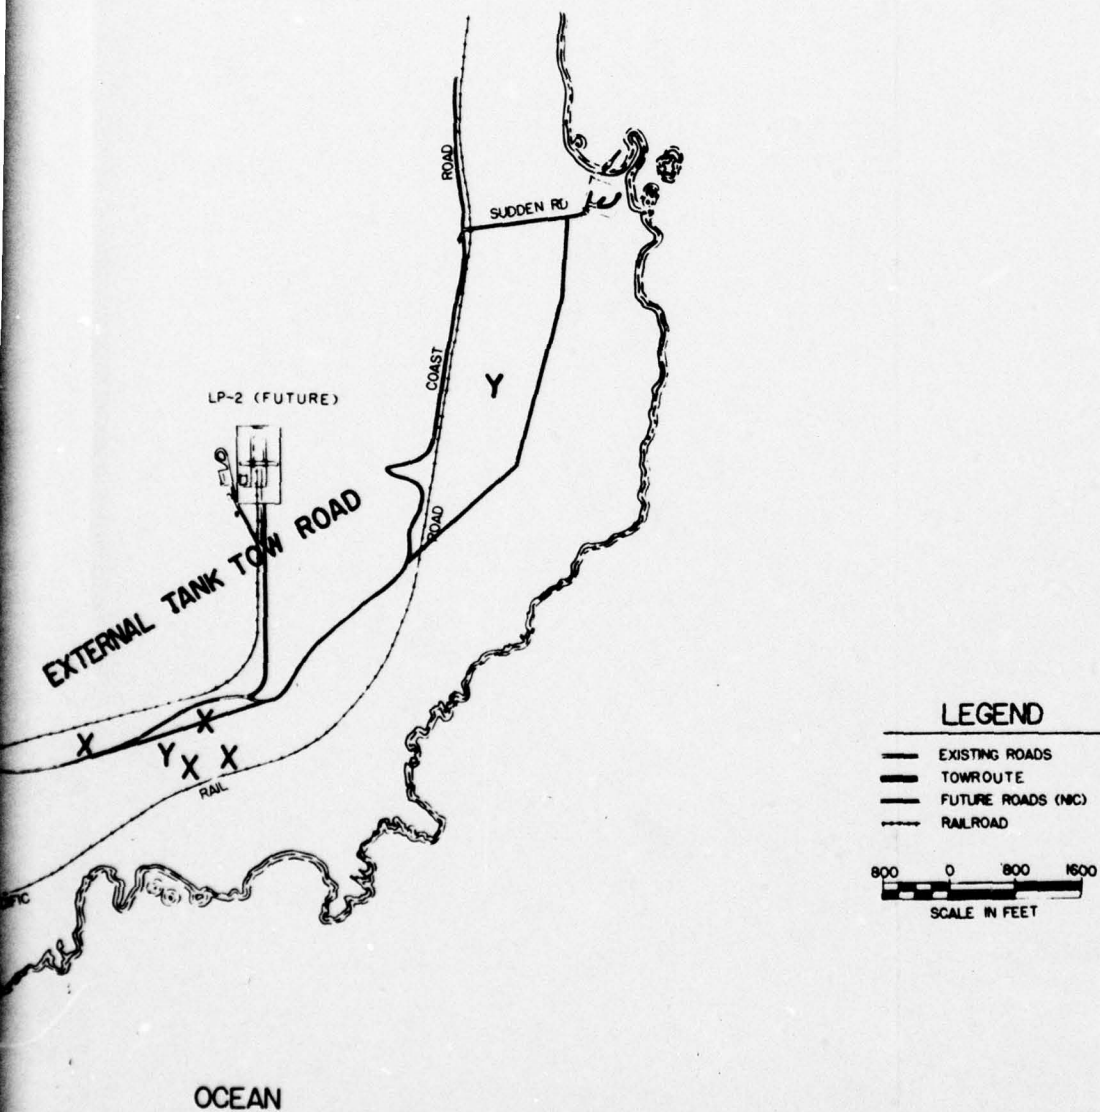 ROAD
SUDDEN RD
COAST
Y
LP-2 (FUTURE)
EXTERNAL TANK TOW ROAD
ROAD
X
X
Y
X
X
RAIL
LEGEND
EXISTING ROADS
TOWROUTE
FUTURE ROADS (NIC)
RAILROAD
800 0 800 1600
SCALE IN FEET
OCEAN